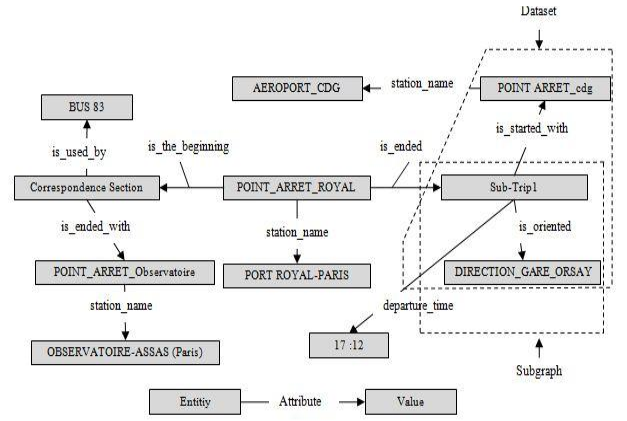 Dataset
AEROPORT_CDG
station_name
POINT ARRET_cdg
BUS 83
is_started_with
is_used_by
is_the_beginning
is_ended
Correspondence Section
POINT_ARRET_ROYAL
Sub-Trip1
is_ended_with
station_name
is_oriented
POINT_ARRET_Observatoire
PORT ROYAL-PARIS
DIRECTION_GARE_ORSAY
station_name
departure_time
OBSERVATOIRE-ASSAS (Paris)
17 :12
Subgraph
Entitiy
Attribute
Value